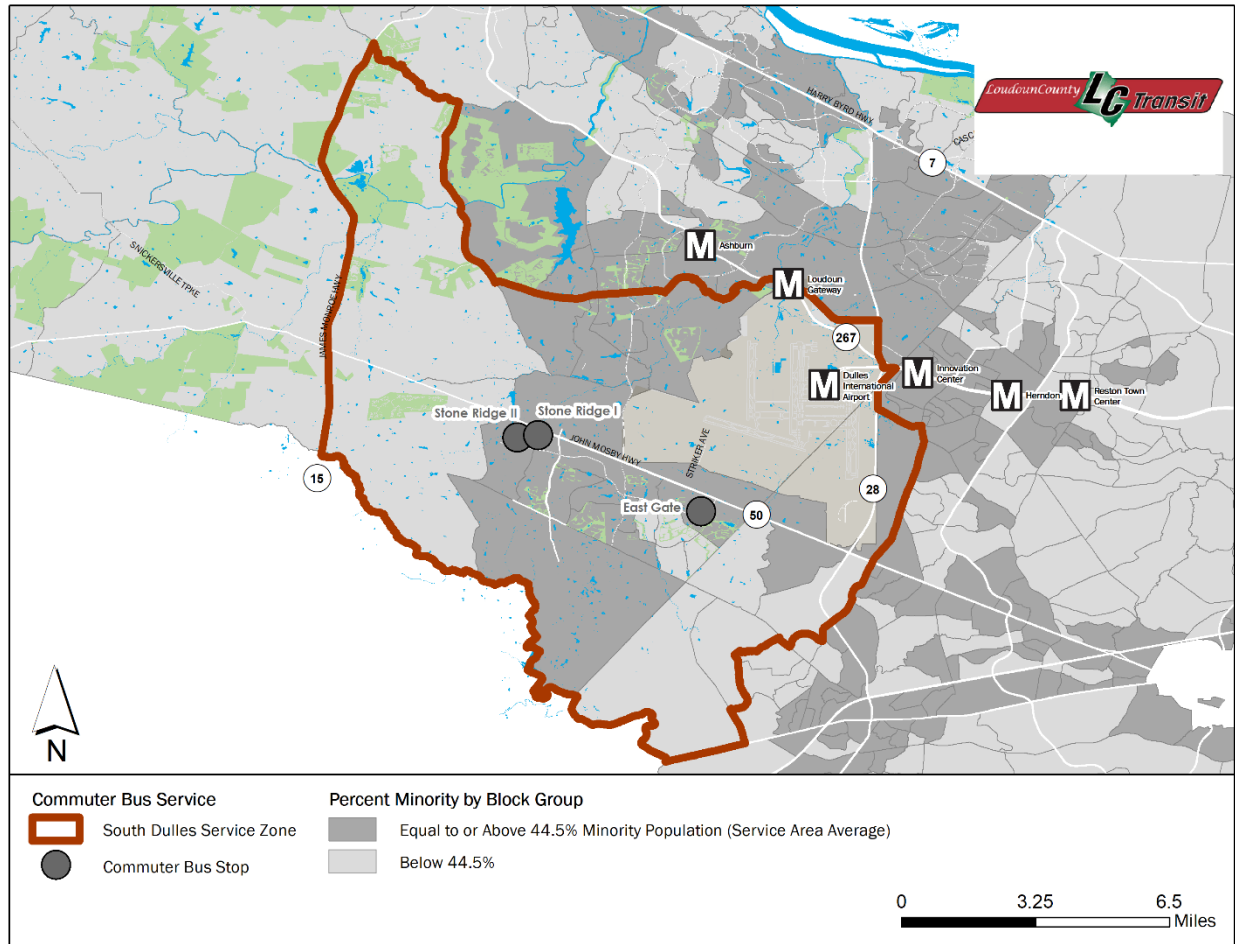 LoudounCounty LC Transit
HARRY BYRD HWY
CASC
7
M
Ashburn
M
Loudoun
Gateway
SNICKERSVILLE TPKE
JAMES MONROE HWY
267
M
Dulles
International
Airport
M
Innovation
Center
M
Herndon
M
Reston Town
Center
Stone Ridge II
Stone Ridge I
JOHN MOSBY HWY
STRIKER AVE
15
28
East Gate
50
N
Commuter Bus Service
South Dulles Service Zone
Commuter Bus Stop
Percent Minority by Block Group
Equal to or Above 44.5% Minority Population (Service Area Average)
Below 44.5%
0 3.25 6.5
Miles